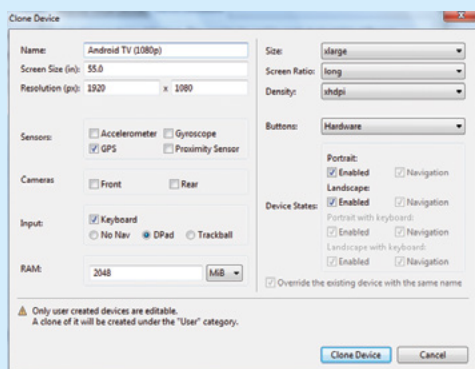 Clone Device
Name: Android TV (1080p)
Screen Size (in): 55.0
Resolution (px): 1920 x 1080
Sensors: Accelerometer Gyroscope
GPS Proximity Sensor
Cameras Front Rear
Input: Keyboard
No Nav DPad Trackball
RAM: 2048 MiB
Size: xlarge
Screen Ratio: long
Density: xhdpi
Buttons: Hardware
Device States:
Portrait:
Enabled Navigation
Landscape:
Enabled Navigation
Portrait with keyboard:
Enabled Navigation
Landscape with keyboard:
Enabled Navigation
Override the existing device with the same name
Only user created devices are editable.
A clone of it will be created under the "User" category.
Clone Device Cancel